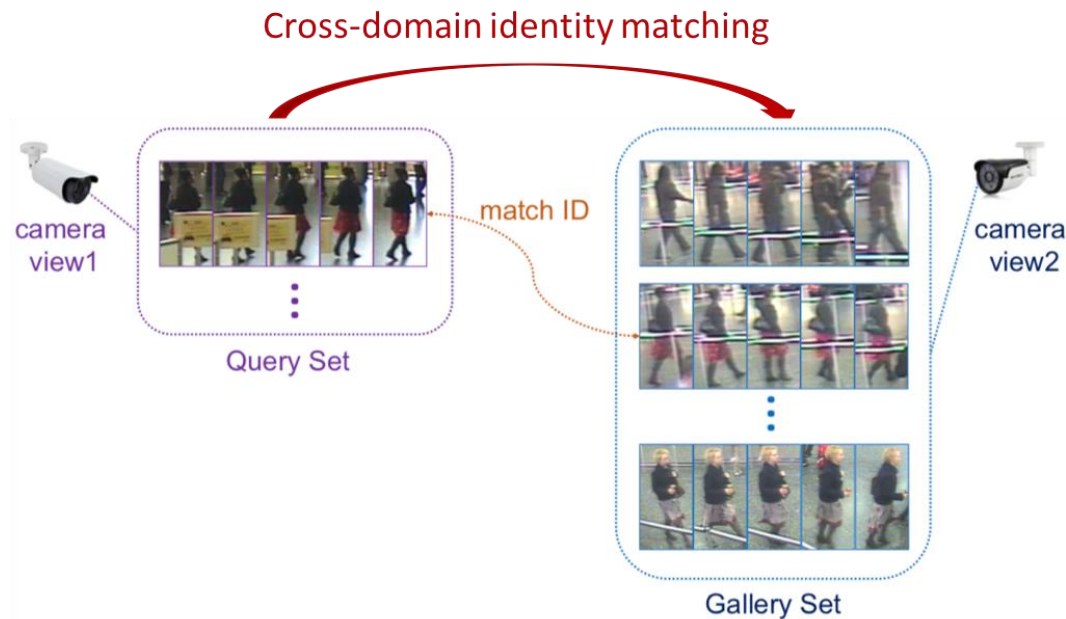 Cross-domain identity matching
camera
view1
match ID
camera
view2
Query Set
Gallery Set